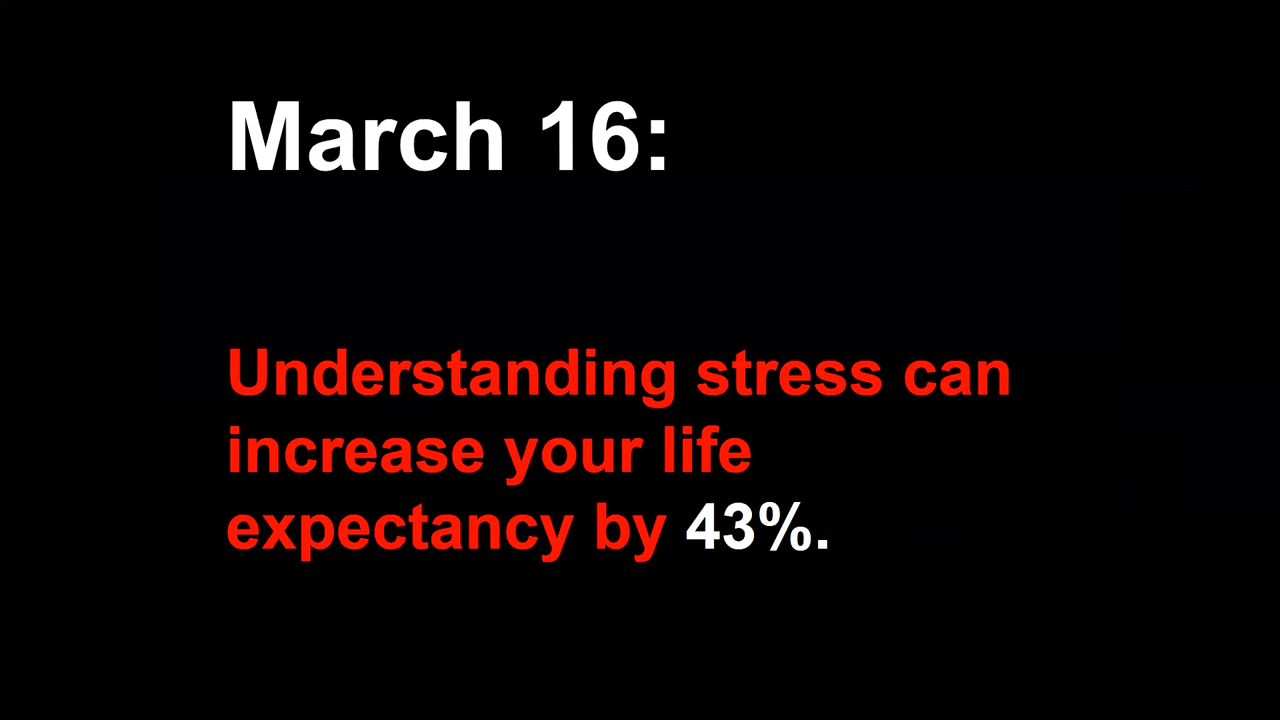 March 16:
Understanding stress can
increase your life
expectancy by 43%.